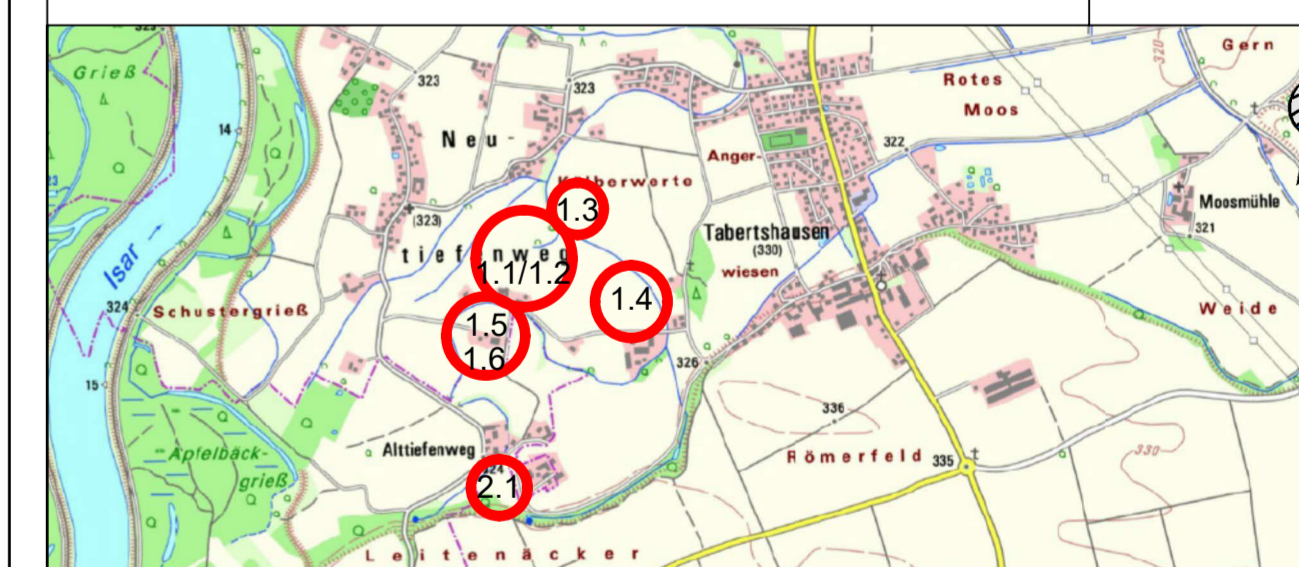 Grieß
323
323
Gern
Rotes
Moos
320
14
Neu-
322
Anger-
1.3
Moosmühle
(323)
Tabertshausen
(330)
321
tiefenweg
wiesen
1.1/1.2
Isar
1.4
324
Schustergrieß
Weide
1.5
1.6
326
15
336
Alttiefenweg
Apfelbäck-
grieß
Römerfeld
335
330
2.1
Leitenäcker